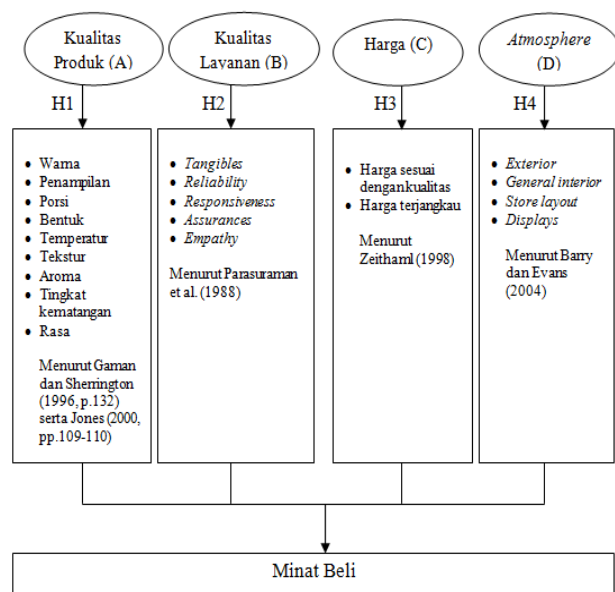 Kualitas
Produk (A)
Kualitas
Layanan (B)
Harga (C)
Atmosphere
(D)
H1
H2
H3
H4
• Warna
• Penampilan
• Porsi
• Bentuk
• Temperatur
• Tekstur
• Aroma
• Tingkat
kematangan
• Rasa
Menurut Gaman
dan Sherrington
(1996, p.132)
serta Jones (2000,
pp.109-110)
• Tangibles
• Reliability
• Responsiveness
• Assurances
• Empathy
Menurut Parasuraman
et al. (1988)
• Harga sesuai
dengankualitas
• Harga terjangkau
Menurut
Zeithaml (1998)
• Exterior
• General interior
• Store layout
• Displays
Menurut Barry
dan Evans
(2004)
Minat Beli